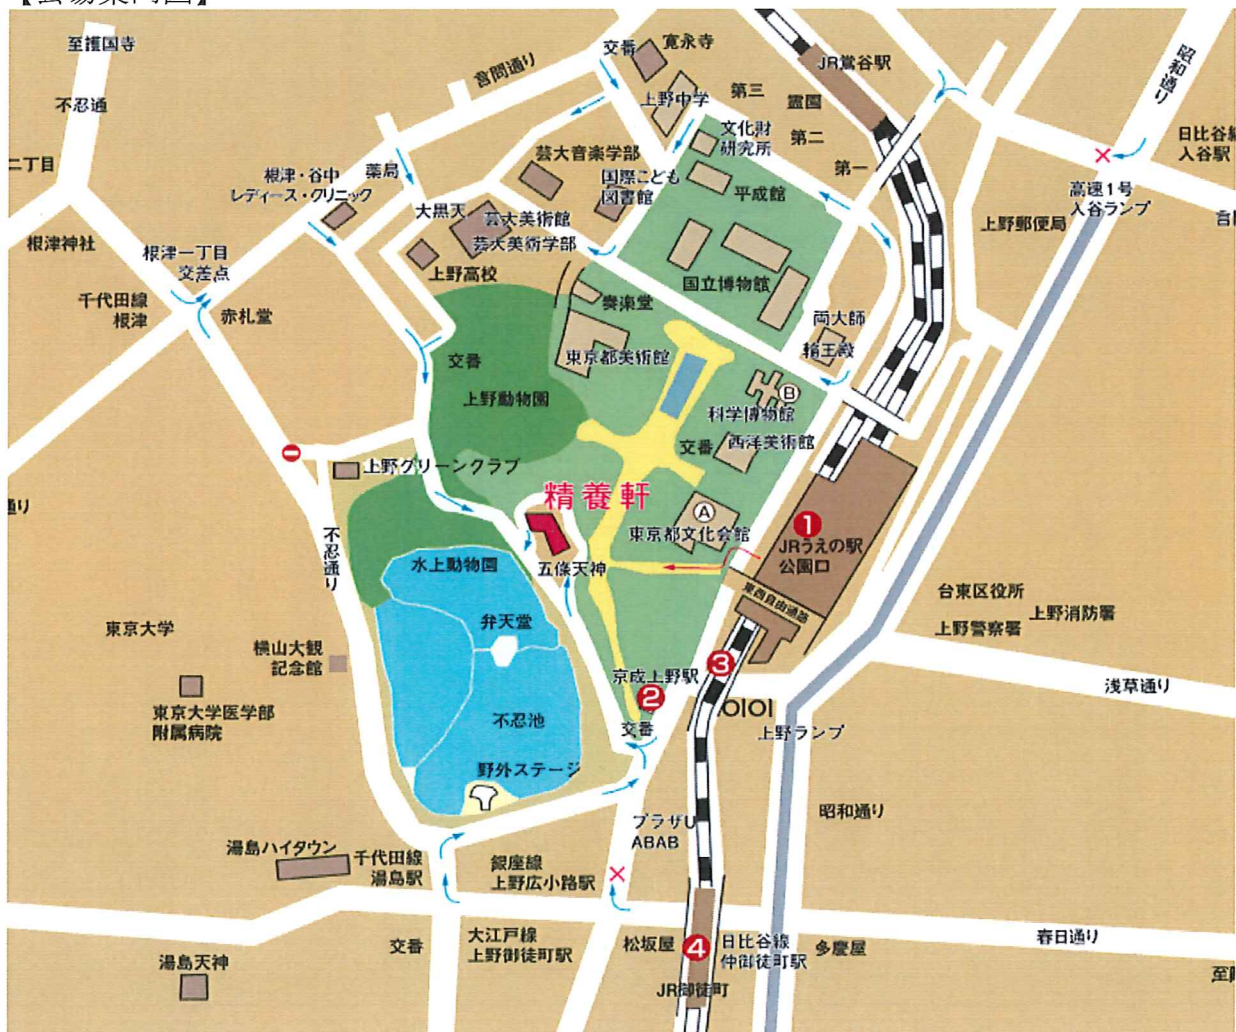 至護国寺
不忍通
言問通り
交番
寛永寺
JR鶯谷駅
昭和通り
上野中学
第三
霊園
第二
第一
文化財
研究所
日比谷線
入谷駅
二丁目
根津・谷中
レディース・クリニック
薬局
芸大音楽学部
国際こども
図書館
平成館
高速1号
入谷ランプ
上野郵便局
根津神社
大黒天
芸大美術館
芸大美術学部
根津一丁目
交差点
上野高校
国立博物館
千代田線
根津
赤札堂
奏楽堂
両大師
輪王殿
交番
東京都美術館
上野動物園
B
科学博物館
交番
西洋美術館
上野グリーンクラブ
精養軒
A
東京都文化会館
1
JRうえの駅
公園口
不忍通り
水上動物園
五條天神
東西自由通路
台東区役所
上野消防署
上野警察署
東京大学
弁天堂
横山大観
記念館
京成上野駅
3
2
浅草通り
東京大学医学部
附属病院
不忍池
交番
OIOI
上野ランプ
野外ステージ
プラザU
ABAB
昭和通り
湯島ハイタウン
千代田線
湯島駅
銀座線
上野広小路駅
交番
大江戸線
上野御徒町駅
松坂屋
4
日比谷線
仲御徒町駅
多慶屋
春日通り
湯島天神
JR御徒町